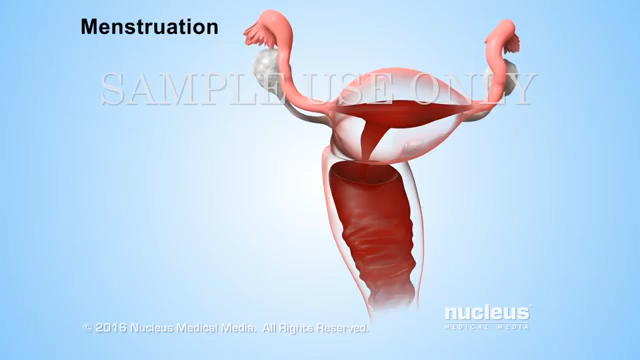 Menstruation
SAMPLE USE ONLY
nucleus
MEDICAL MEDIA
© 2016 Nucleus Medical Media. All Rights Reserved.